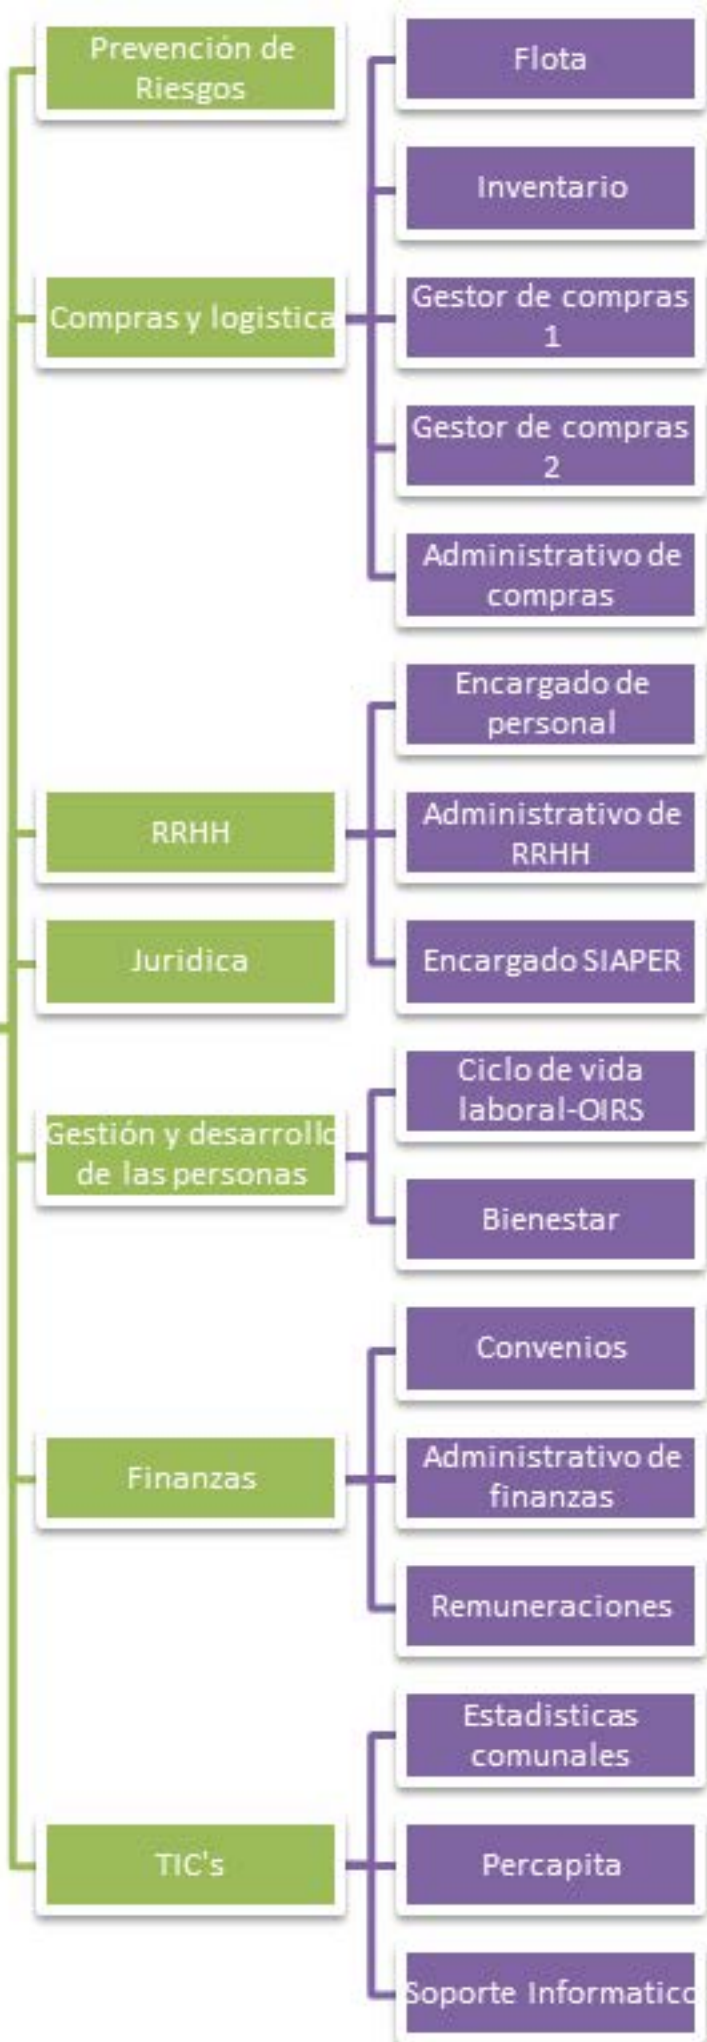 Prevención de
Riesgos
Flota
Inventario
Compras y logistica
Gestor de compras
1
Gestor de compras
2
Administrativo de
compras
Encargado de
personal
RRHH
Administrativo de
RRHH
Juridica
Encargado SIAPER
Ciclo de vida
laboral-OIRS
Gestión y desarrollo
de las personas
Bienestar
Convenios
Finanzas
Administrativo de
finanzas
Remuneraciones
Estadisticas
comunales
TIC's
Percapita
Soporte Informatico